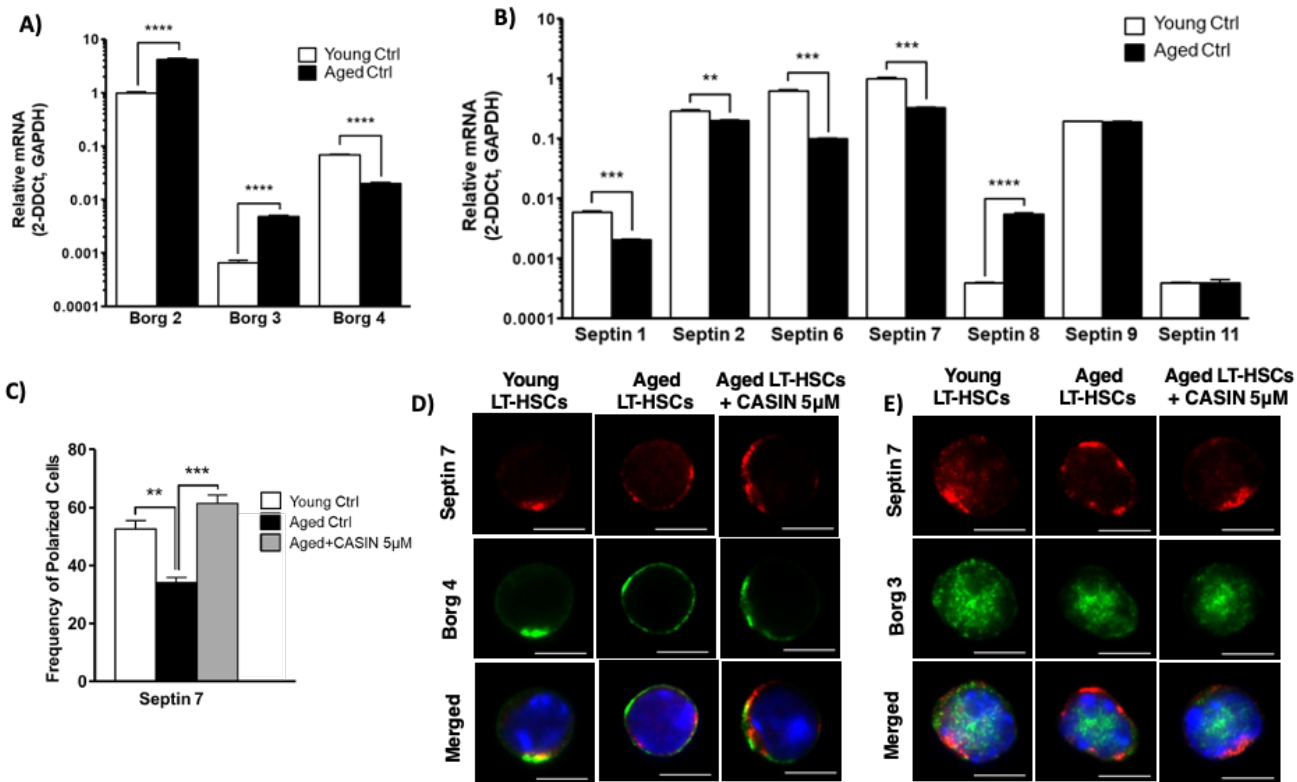 A)
Relative mRNA
(2-DDCt, GAPDH)
10
1
0.1
0.01
0.001
0.0001
****
****
****
Young Ctrl
Aged Ctrl
Borg 2
Borg 3
Borg 4
B)
Relative mRNA
(2-DDCt, GAPDH)
10
1
0.1
0.01
0.001
0.0001
***
**
***
***
****
Young Ctrl
Aged Ctrl
Septin 1
Septin 2
Septin 6
Septin 7
Septin 8
Septin 9
Septin 11
C)
Frequency of Polarized Cells
80
60
40
20
0
**
***
Young Ctrl
Aged Ctrl
Aged+CASIN 5µM
Septin 7
D)
Young
LT-HSCs
Aged
LT-HSCs
Aged LT-HSCs
+ CASIN 5µM
Septin 7
Borg 4
Merged
E)
Young
LT-HSCs
Aged
LT-HSCs
Aged LT-HSCs
+ CASIN 5µM
Septin 7
Borg 3
Merged